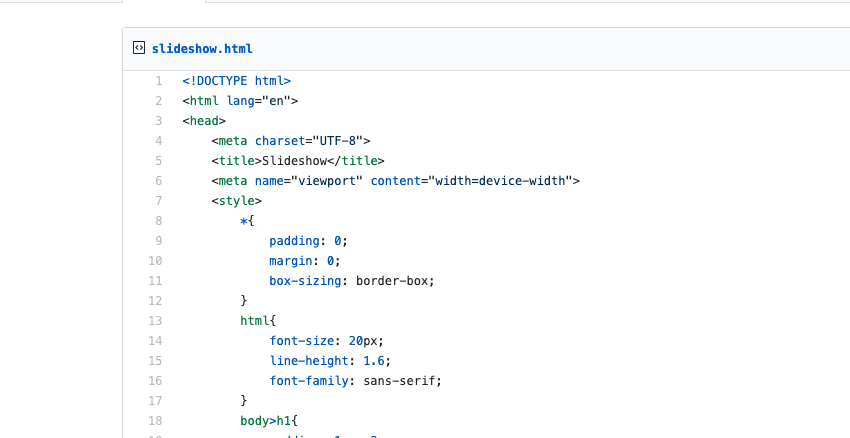 slideshow.html
1 <!DOCTYPE html>
2 <html lang="en">
3 <head>
4     <meta charset="UTF-8">
5     <title>Slideshow</title>
6     <meta name="viewport" content="width=device-width">
7     <style>
8         *{
9             padding: 0;
10             margin: 0;
11             box-sizing: border-box;
12         }
13         html{
14             font-size: 20px;
15             line-height: 1.6;
16             font-family: sans-serif;
17         }
18         body>h1{